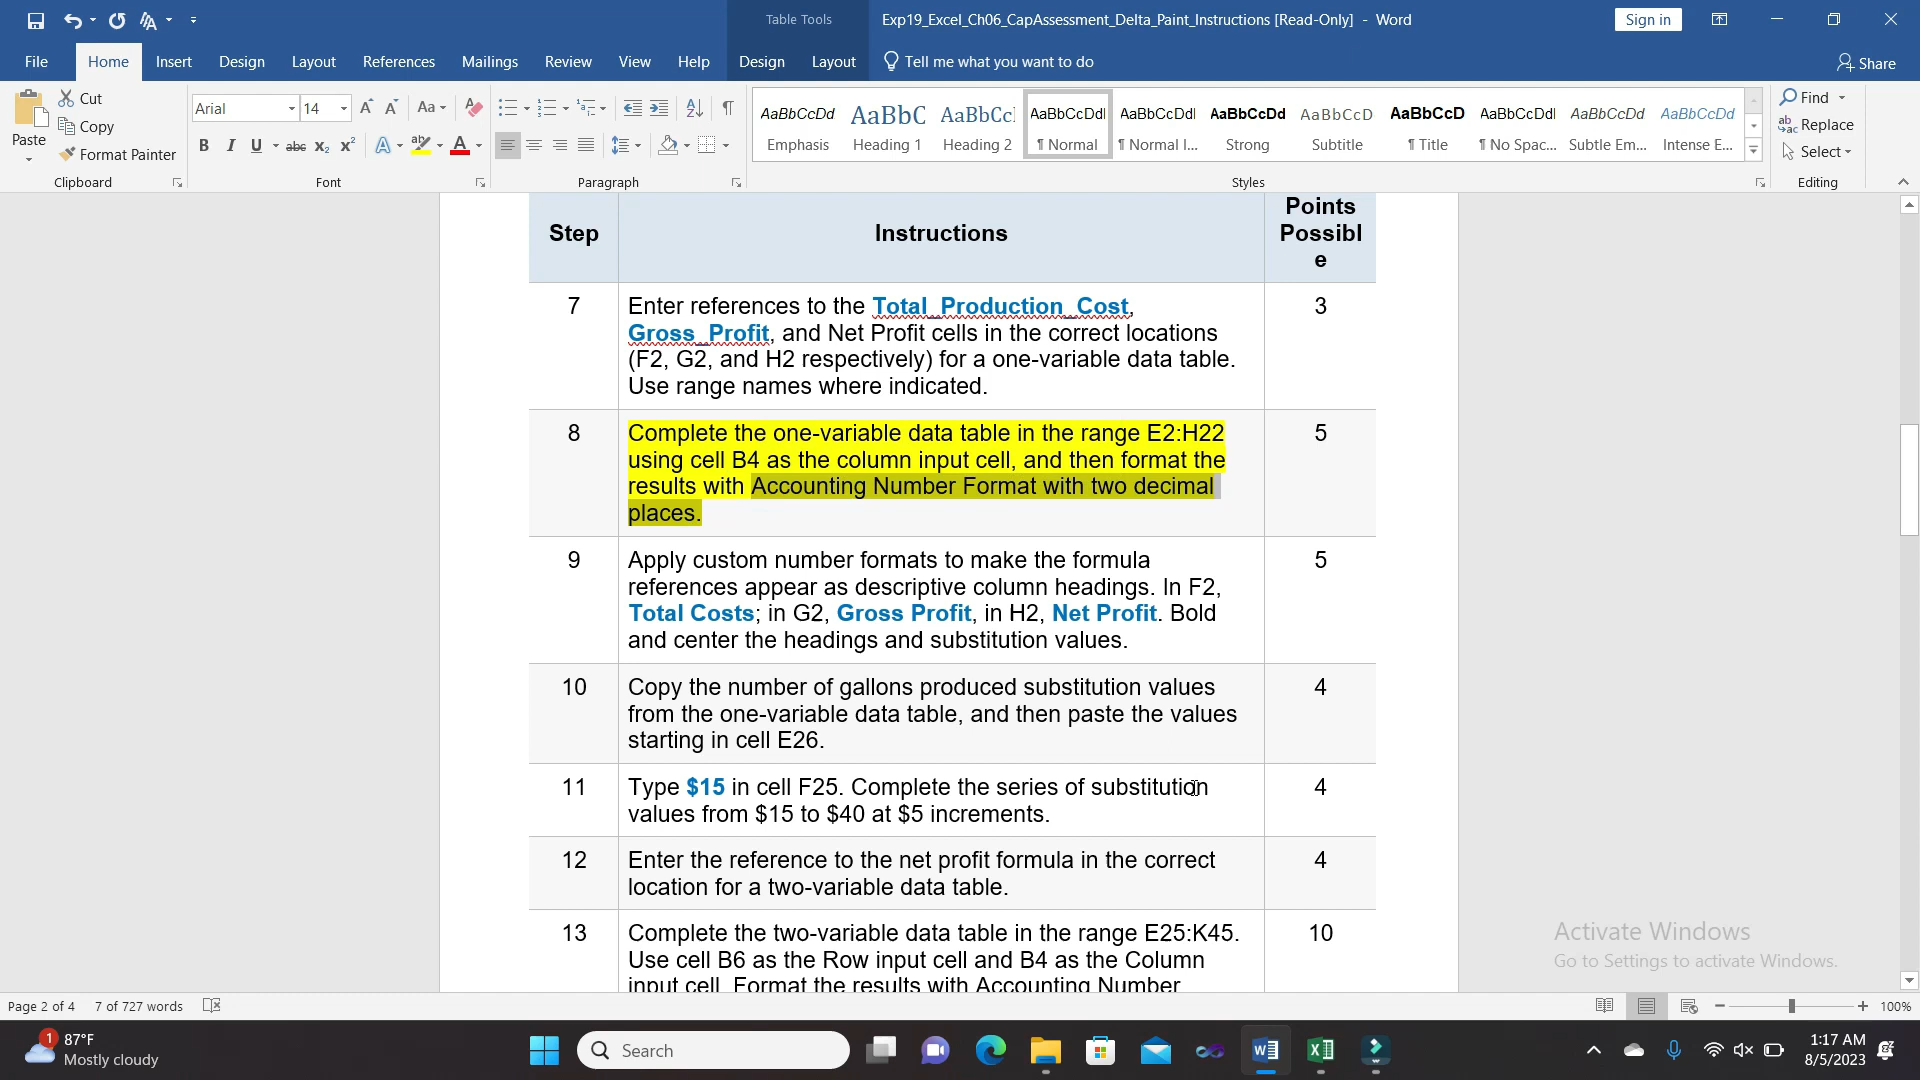 Table Tools
Exp19_Excel_Ch06_CapAssessment_Delta_Paint_Instructions [Read-Only] - Word
Sign in
File Home Insert Design Layout References Mailings Review View Help Design Layout Tell me what you want to do
Share
Paste
Cut
Copy
Format Painter
Clipboard
Arial 14
Font
Paragraph
AaBbCcDd AaBbC AaBbCc AaBbCcDdI AaBbCcDdI AaBbCcDd AaBbCcD AaBbCcD AaBbCcDdI AaBbCcDd AaBbCcDd
Emphasis Heading 1 Heading 2 ¶ Normal ¶ Normal I... Strong Subtitle ¶ Title ¶ No Spac... Subtle Em... Intense E...
Styles
Find
Replace
Select
Editing
Step Instructions Points
Possibl
e
7 Enter references to the Total_Production_Cost, 3
Gross_Profit, and Net Profit cells in the correct locations
(F2, G2, and H2 respectively) for a one-variable data table.
Use range names where indicated.
8 Complete the one-variable data table in the range E2:H22 5
using cell B4 as the column input cell, and then format the
results with Accounting Number Format with two decimal
places.
9 Apply custom number formats to make the formula 5
references appear as descriptive column headings. In F2,
Total Costs; in G2, Gross Profit, in H2, Net Profit. Bold
and center the headings and substitution values.
10 Copy the number of gallons produced substitution values 4
from the one-variable data table, and then paste the values
starting in cell E26.
11 Type $15 in cell F25. Complete the series of substitution 4
values from $15 to $40 at $5 increments.
12 Enter the reference to the net profit formula in the correct 4
location for a two-variable data table.
13 Complete the two-variable data table in the range E25:K45. 10
Use cell B6 as the Row input cell and B4 as the Column
input cell. Format the results with Accounting Number
Activate Windows
Go to Settings to activate Windows.
Page 2 of 4 7 of 727 words
100%
1
87°F
Mostly cloudy
Search
1:17 AM
8/5/2023